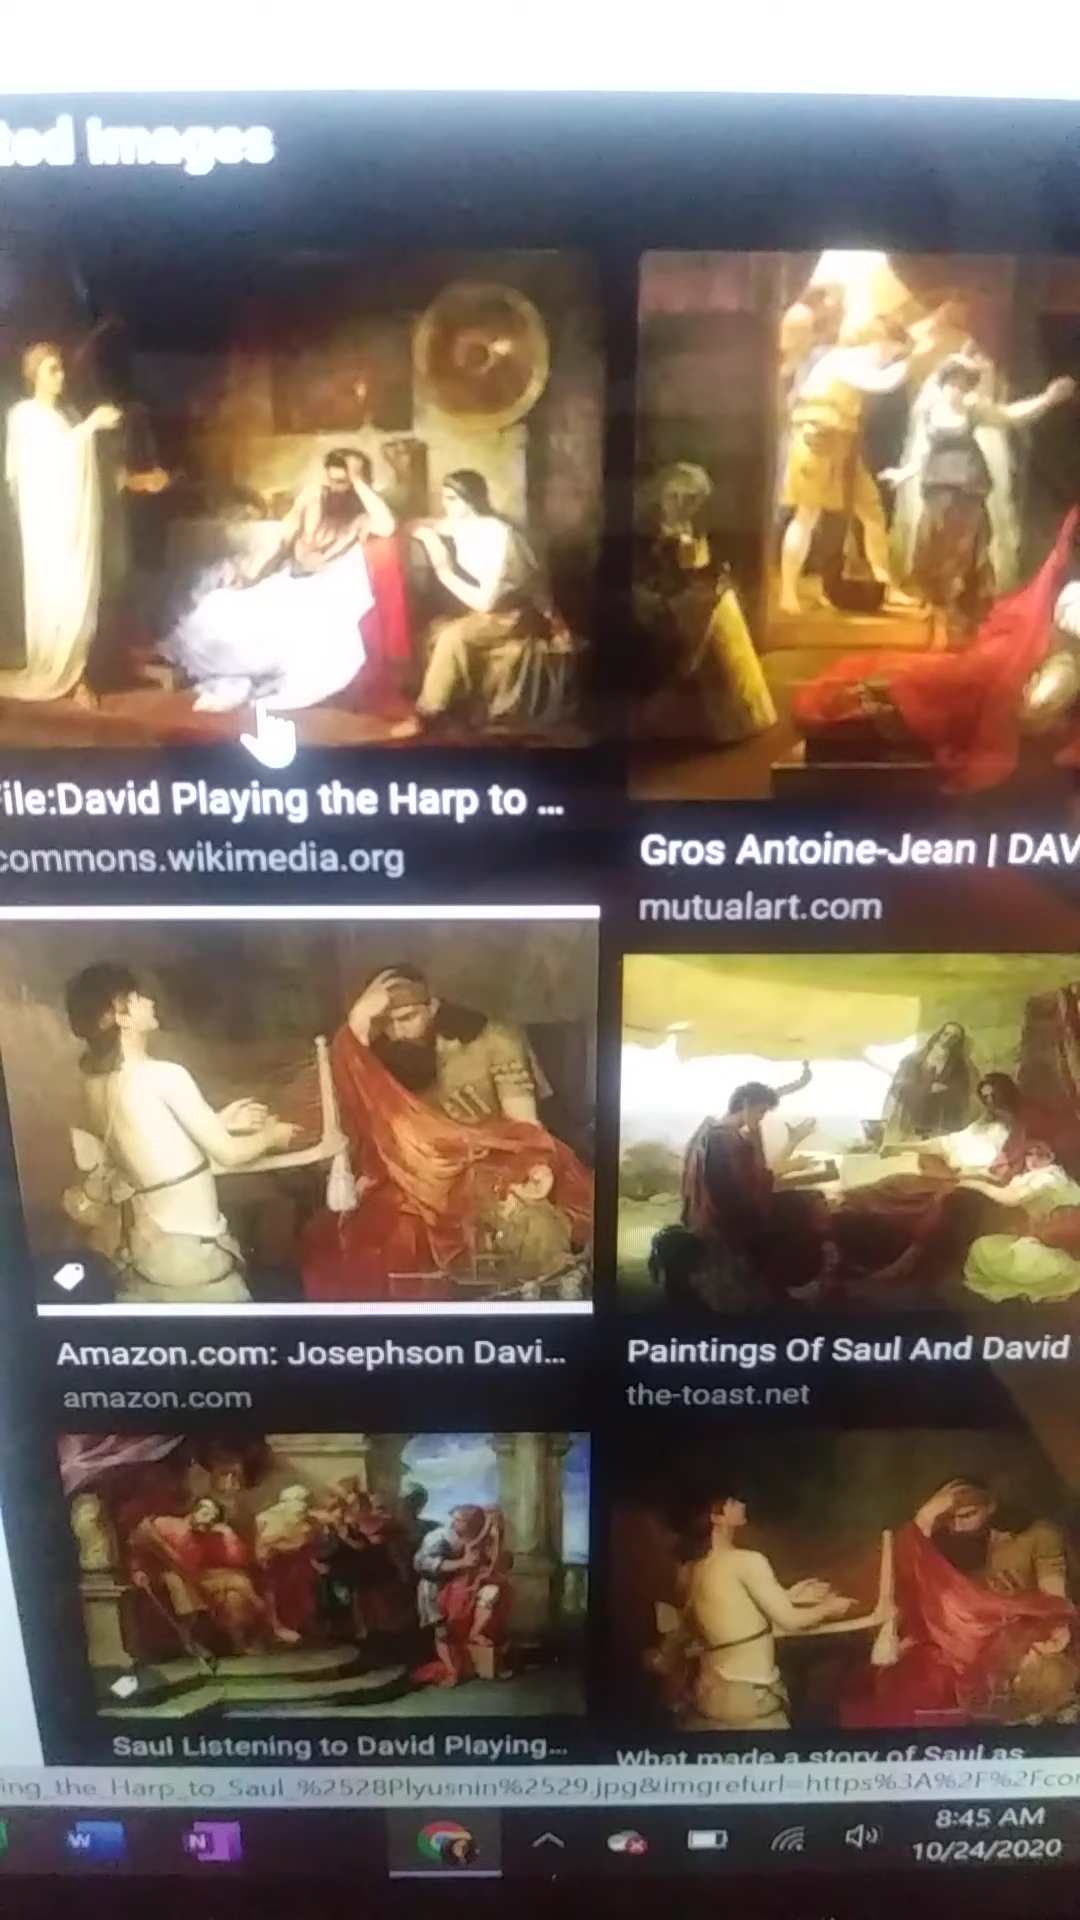 ted images
File:David Playing the Harp to ...
commons.wikimedia.org
Gros Antoine-Jean | DAV
mutualart.com
Amazon.com: Josephson Davi...
amazon.com
Paintings Of Saul And David
the-toast.net
Saul Listening to David Playing...
What made a story of Saul as
ing_the_Harp_to_Saul_%2528Plyusnin%2529.jpg&imgrefurl=https%3A%2F%2Fcor
W
N
8:45 AM
10/24/2020